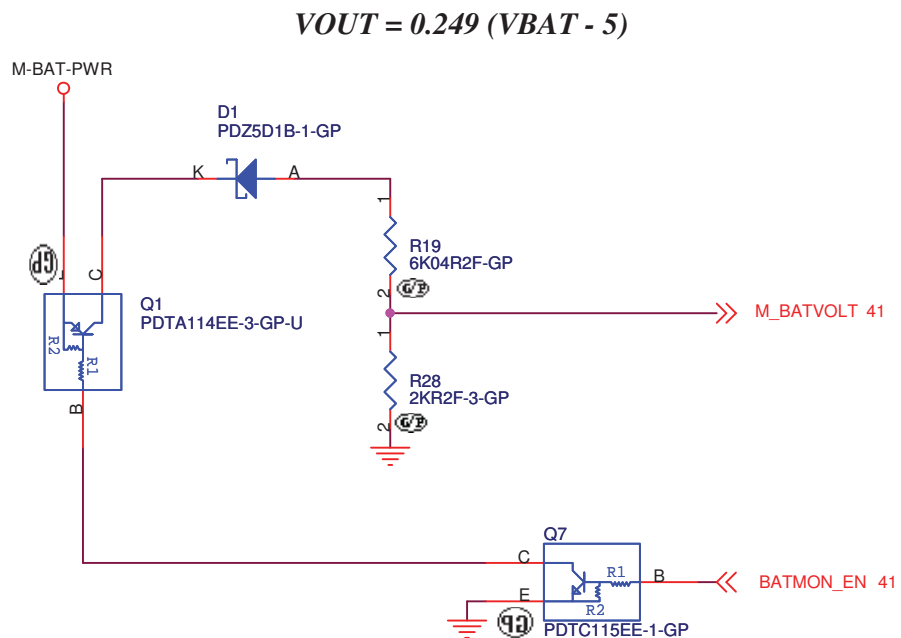 VOUT = 0.249 (VBAT - 5)
M-BAT-PWR
D1
PDZ5D1B-1-GP
K
A
1
R19
6K04R2F-GP
2
G/P
GP
C
Q1
PDTA114EE-3-GP-U
R2
R1
B
M_BATVOLT 41
1
R28
2KR2F-3-GP
2
G/P
Q7
C
R1
B
BATMON_EN 41
E
R2
GP
PDTC115EE-1-GP